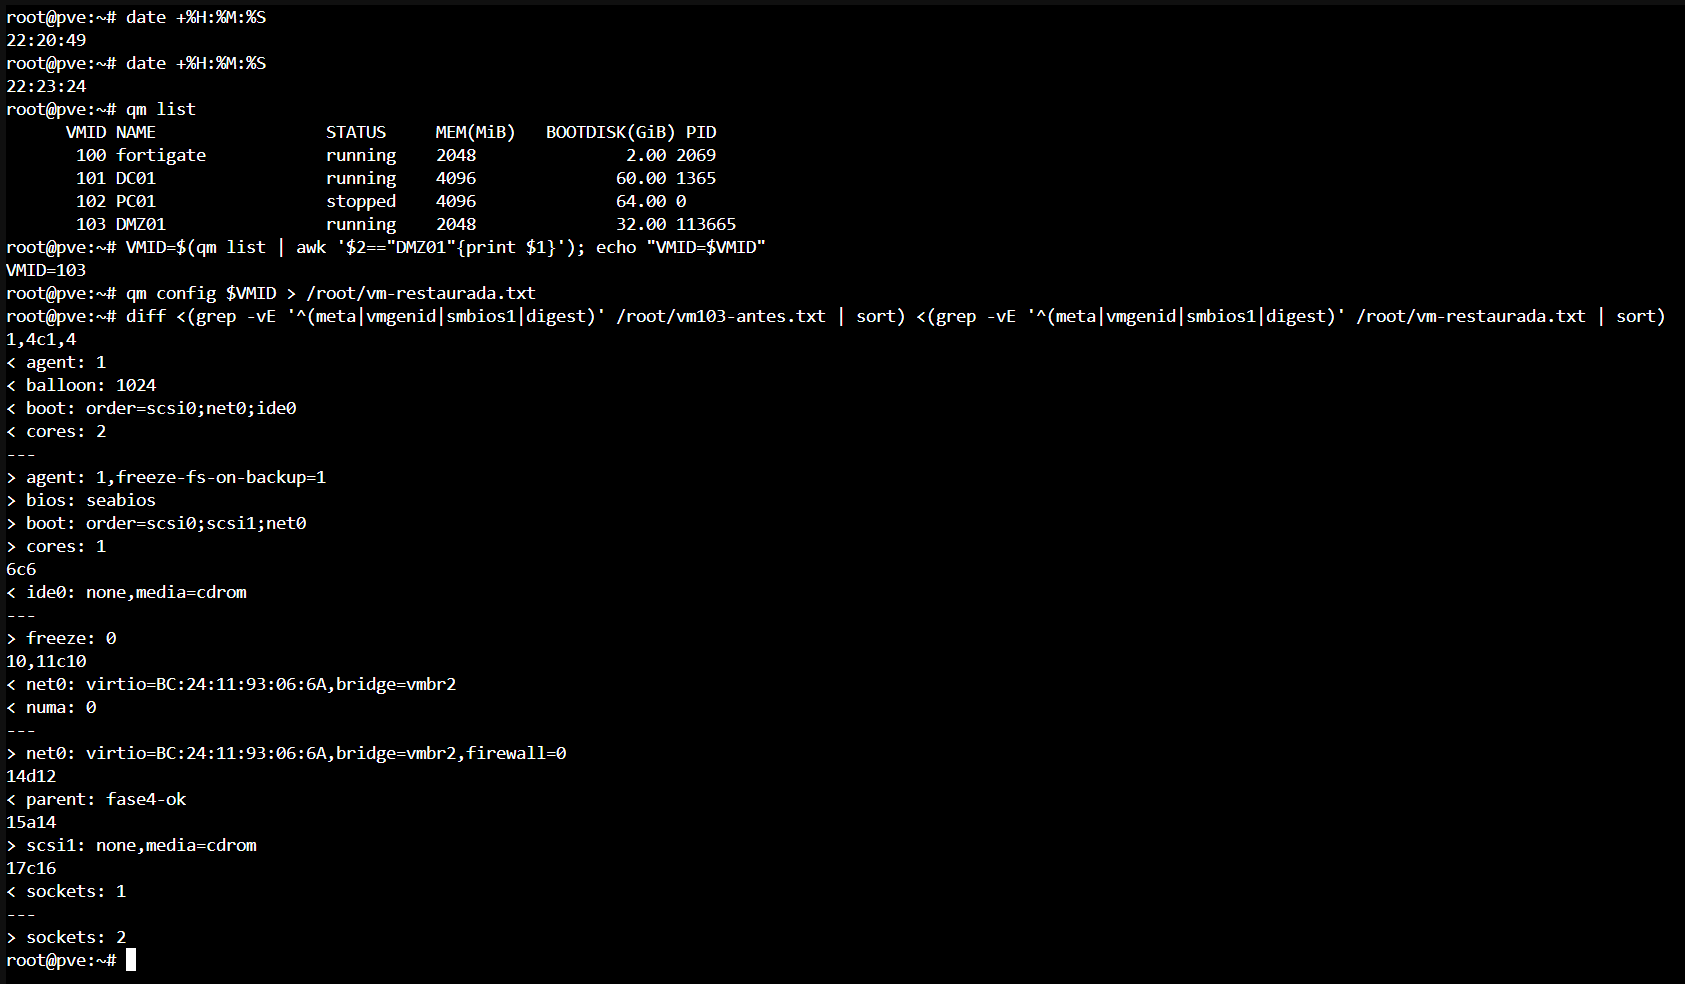 root@pve:~# date +%H:%M:%S
22:20:49
root@pve:~# date +%H:%M:%S
22:23:24
root@pve:~# qm list
      VMID NAME                 STATUS     MEM(MiB)   BOOTDISK(GiB) PID
       100 fortigate            running    2048               2.00 2069
       101 DC01                 running    4096              60.00 1365
       102 PC01                 stopped    4096              64.00 0
       103 DMZ01                running    2048              32.00 113665
root@pve:~# VMID=$(qm list | awk '$2=="DMZ01"{print $1}'); echo "VMID=$VMID"
VMID=103
root@pve:~# qm config $VMID > /root/vm-restaurada.txt
root@pve:~# diff <(grep -vE '^(meta|vmgenid|smbios1|digest)' /root/vm103-antes.txt | sort) <(grep -vE '^(meta|vmgenid|smbios1|digest)' /root/vm-restaurada.txt | sort)
1,4c1,4
< agent: 1
< balloon: 1024
< boot: order=scsi0;net0;ide0
< cores: 2
---
> agent: 1,freeze-fs-on-backup=1
> bios: seabios
> boot: order=scsi0;scsi1;net0
> cores: 1
6c6
< ide0: none,media=cdrom
---
> freeze: 0
10,11c10
< net0: virtio=BC:24:11:93:06:6A,bridge=vmbr2
< numa: 0
---
> net0: virtio=BC:24:11:93:06:6A,bridge=vmbr2,firewall=0
14d12
< parent: fase4-ok
15a14
> scsi1: none,media=cdrom
17c16
< sockets: 1
---
> sockets: 2
root@pve:~#